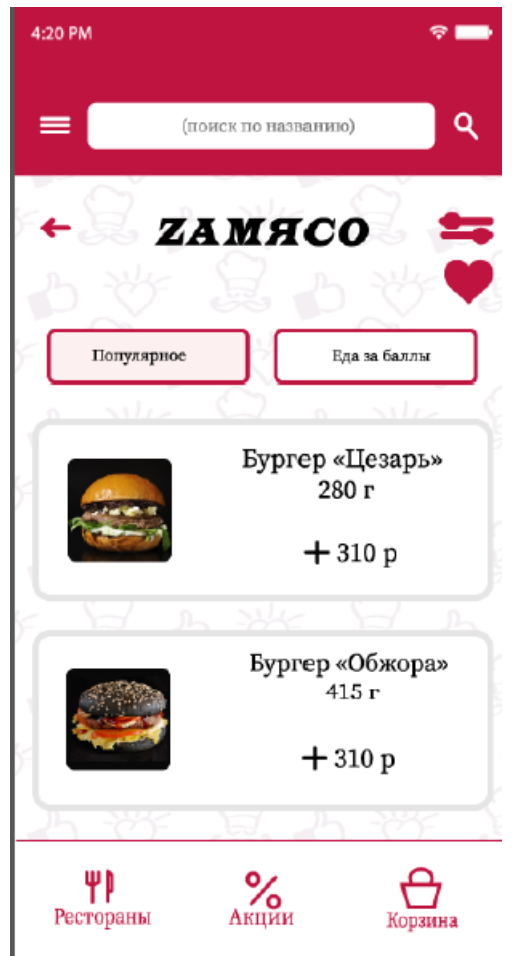 4:20 PM
(поиск по названию)
ZAMЯCO
Популярное
Еда за баллы
Бургер «Цезарь»
280 г
+ 310 р
Бургер «Обжора»
415 г
+ 310 р
Рестораны
Акции
Корзина